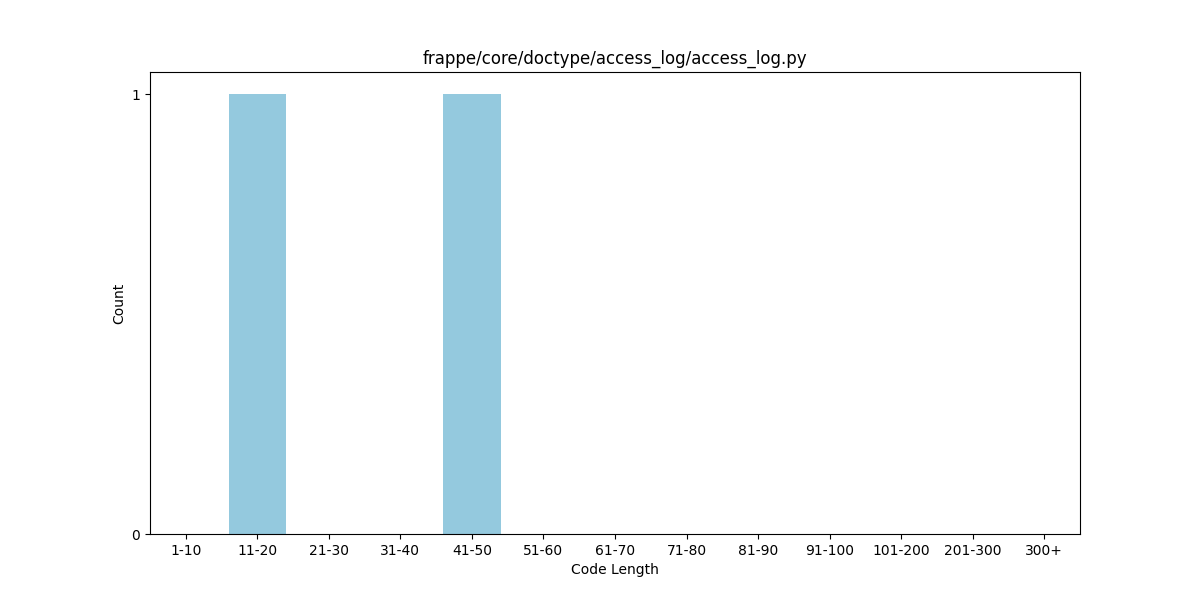 frappe/core/doctype/access_log/access_log.py
1
Count
0
1-10 11-20 21-30 31-40 41-50 51-60 61-70 71-80 81-90 91-100 101-200 201-300 300+
Code Length